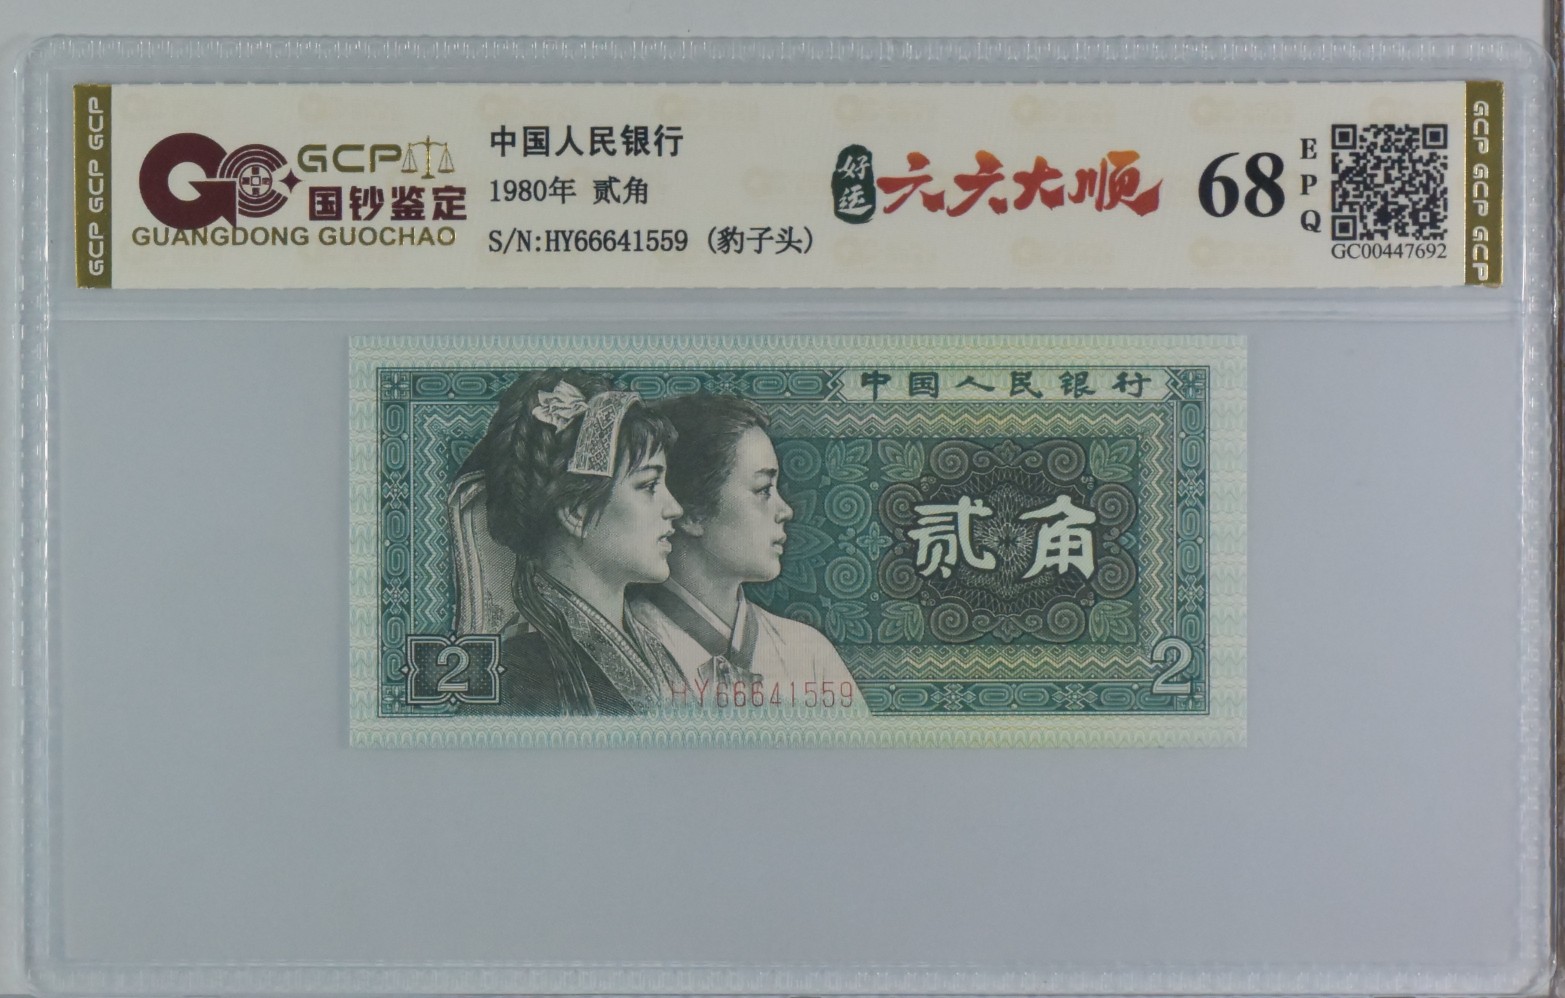 GCP GCP GCP
GCP
国钞鉴定
GUANGDONG GUOCHAO
中国人民银行
1980年 贰角
S/N:HY66641559 (豹子头)
好运
六六大顺
68
EPQ
GC00447692
GCP GCP GCP
中国人民银行
贰角
2
2
HY66641559